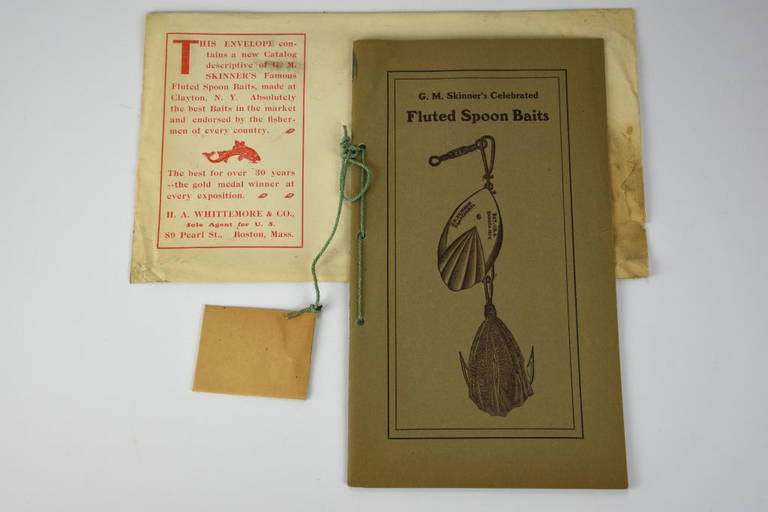 THIS ENVELOPE con-
tains a new Catalog
descriptive of G. M.
SKINNER'S Famous
Fluted Spoon Baits, made at
Clayton, N. Y. Absolutely
the best Baits in the market
and endorsed by the fisher-
men of every country.
The best for over 30 years
--the gold medal winner at
every exposition.
H. A. WHITTEMORE & CO.,
Sole Agent for U. S.
89 Pearl St., Boston, Mass.
G. M. Skinner's Celebrated
Fluted Spoon Baits